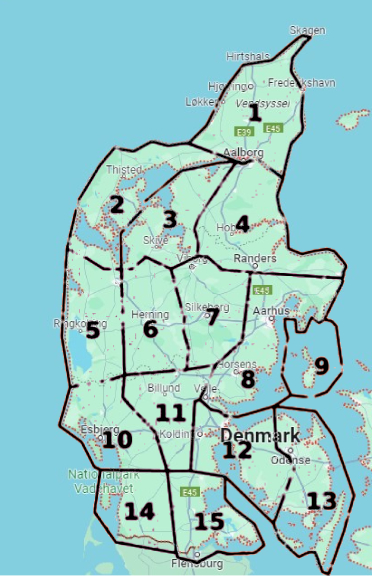 Skagen
Hirtshals
Hjørring
Frederikshavn
Løkken
Vendsyssel
1
E39
E45
Aalborg
Thisted
2
3
4
Skive
Viborg
Randers
E45
Silkeborg
Aarhus
Herning
5
6
7
Horsens
8
9
Billund
Vejle
11
Esbjerg
10
Kolding
Denmark
12
Odense
Nationalpark
Vadehavet
E45
13
14
15
Flensburg